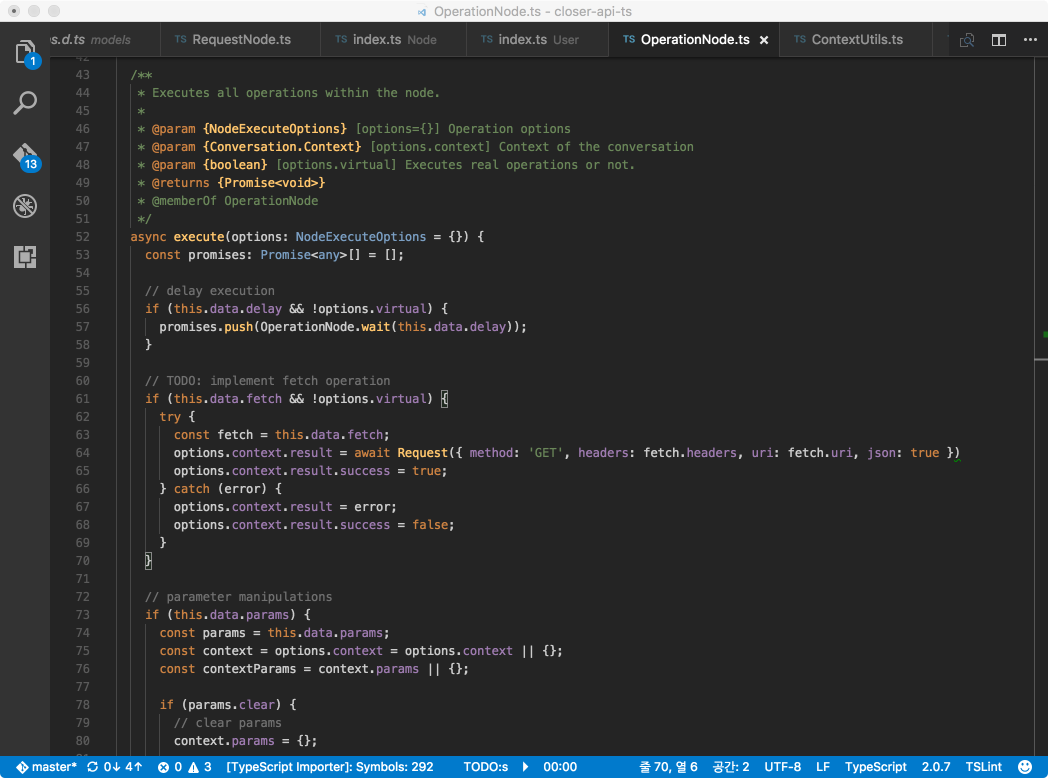 OperationNode.ts - closer-api-ts
s.d.ts models
TS RequestNode.ts
TS index.ts Node
TS index.ts User
TS OperationNode.ts ×
TS ContextUtils.ts
1
13
42
43 /**
44 * Executes all operations within the node.
45 *
46 * @param {NodeExecuteOptions} [options={}] Operation options
47 * @param {Conversation.Context} [options.context] Context of the conversation
48 * @param {boolean} [options.virtual] Executes real operations or not.
49 * @returns {Promise<void>}
50 * @memberOf OperationNode
51 */
52 async execute(options: NodeExecuteOptions = {}) {
53 const promises: Promise<any>[] = [];
54
55 // delay execution
56 if (this.data.delay && !options.virtual) {
57 promises.push(OperationNode.wait(this.data.delay));
58 }
59
60 // TODO: implement fetch operation
61 if (this.data.fetch && !options.virtual) {
62 try {
63 const fetch = this.data.fetch;
64 options.context.result = await Request({ method: 'GET', headers: fetch.headers, uri: fetch.uri, json: true })
65 options.context.result.success = true;
66 } catch (error) {
67 options.context.result = error;
68 options.context.result.success = false;
69 }
70 }
71
72 // parameter manipulations
73 if (this.data.params) {
74 const params = this.data.params;
75 const context = options.context = options.context || {};
76 const contextParams = context.params || {};
77
78 if (params.clear) {
79 // clear params
80 context.params = {};
master* 0↓ 4↑ 0 3 [TypeScript Importer]: Symbols: 292 TODO:s 00:00 줄 70, 열 6 공간: 2 UTF-8 LF TypeScript 2.0.7 TSLint